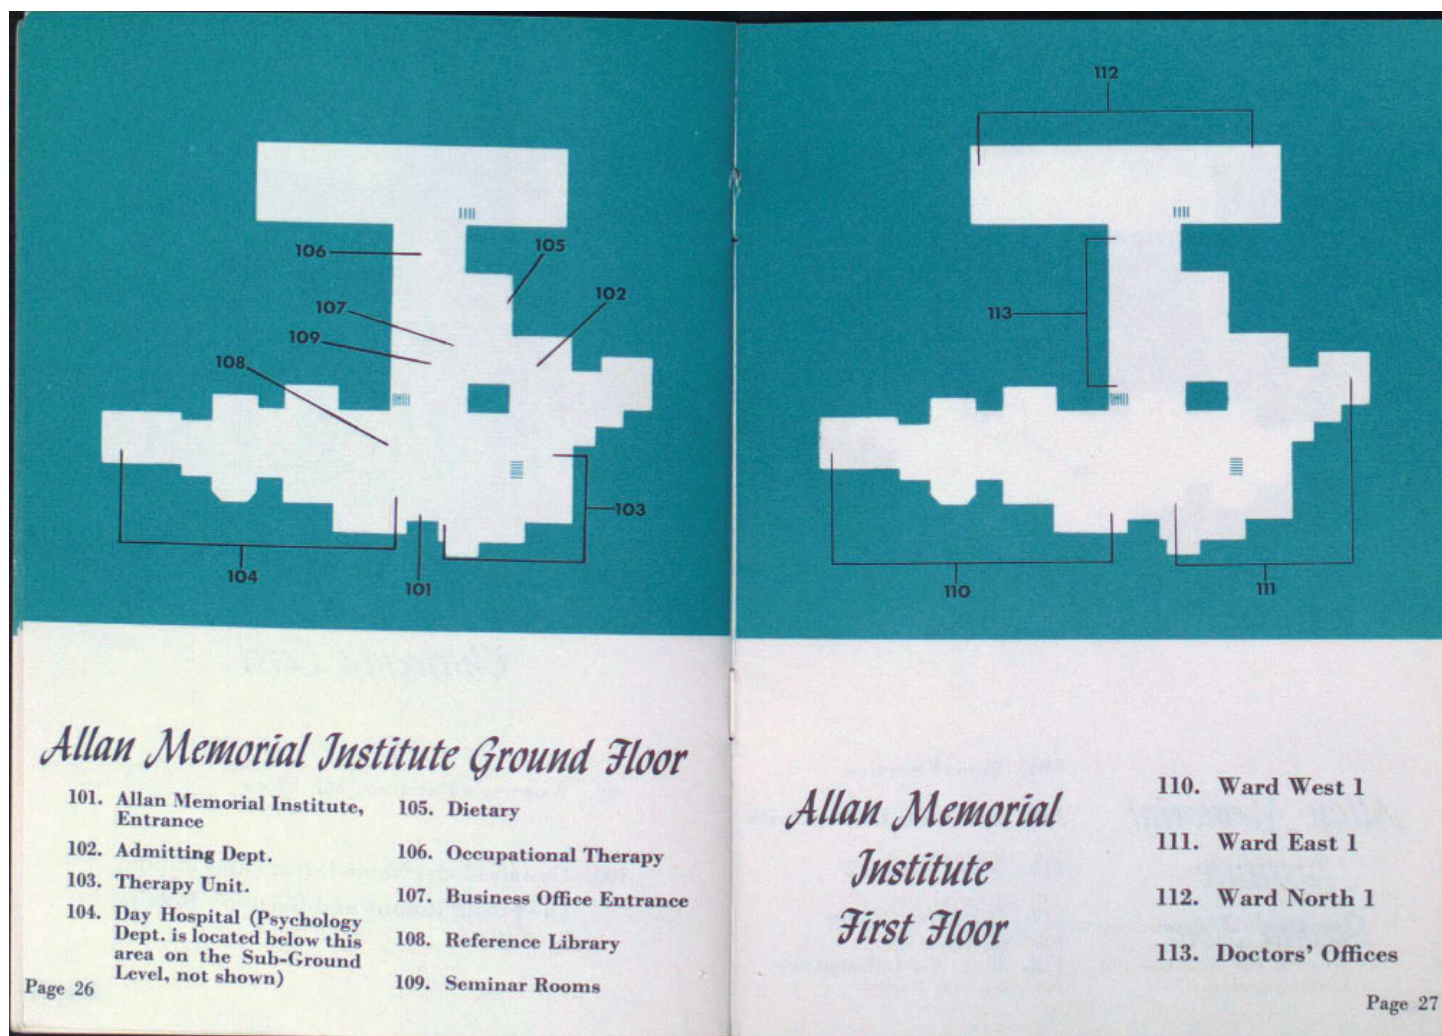 106
105
102
107
109
108
103
104
101
Allan Memorial Institute Ground Floor
101. Allan Memorial Institute,
Entrance
102. Admitting Dept.
103. Therapy Unit.
104. Day Hospital (Psychology
Dept. is located below this
area on the Sub-Ground
Level, not shown)
105. Dietary
106. Occupational Therapy
107. Business Office Entrance
108. Reference Library
109. Seminar Rooms
Page 26
112
113
110
111
Allan Memorial
Institute
First Floor
110. Ward West 1
111. Ward East 1
112. Ward North 1
113. Doctors' Offices
Page 27